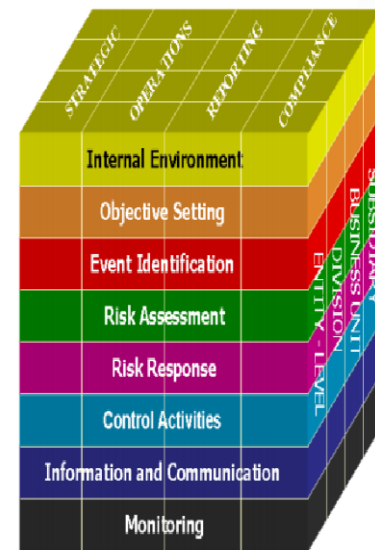 STRATEGIC
OPERATIONS
REPORTING
COMPLIANCE
Internal Environment
Objective Setting
Event Identification
Risk Assessment
Risk Response
Control Activities
Information and Communication
Monitoring
ENTITY - LEVEL
DIVISION
BUSINESS UNIT
SUBSIDIARY